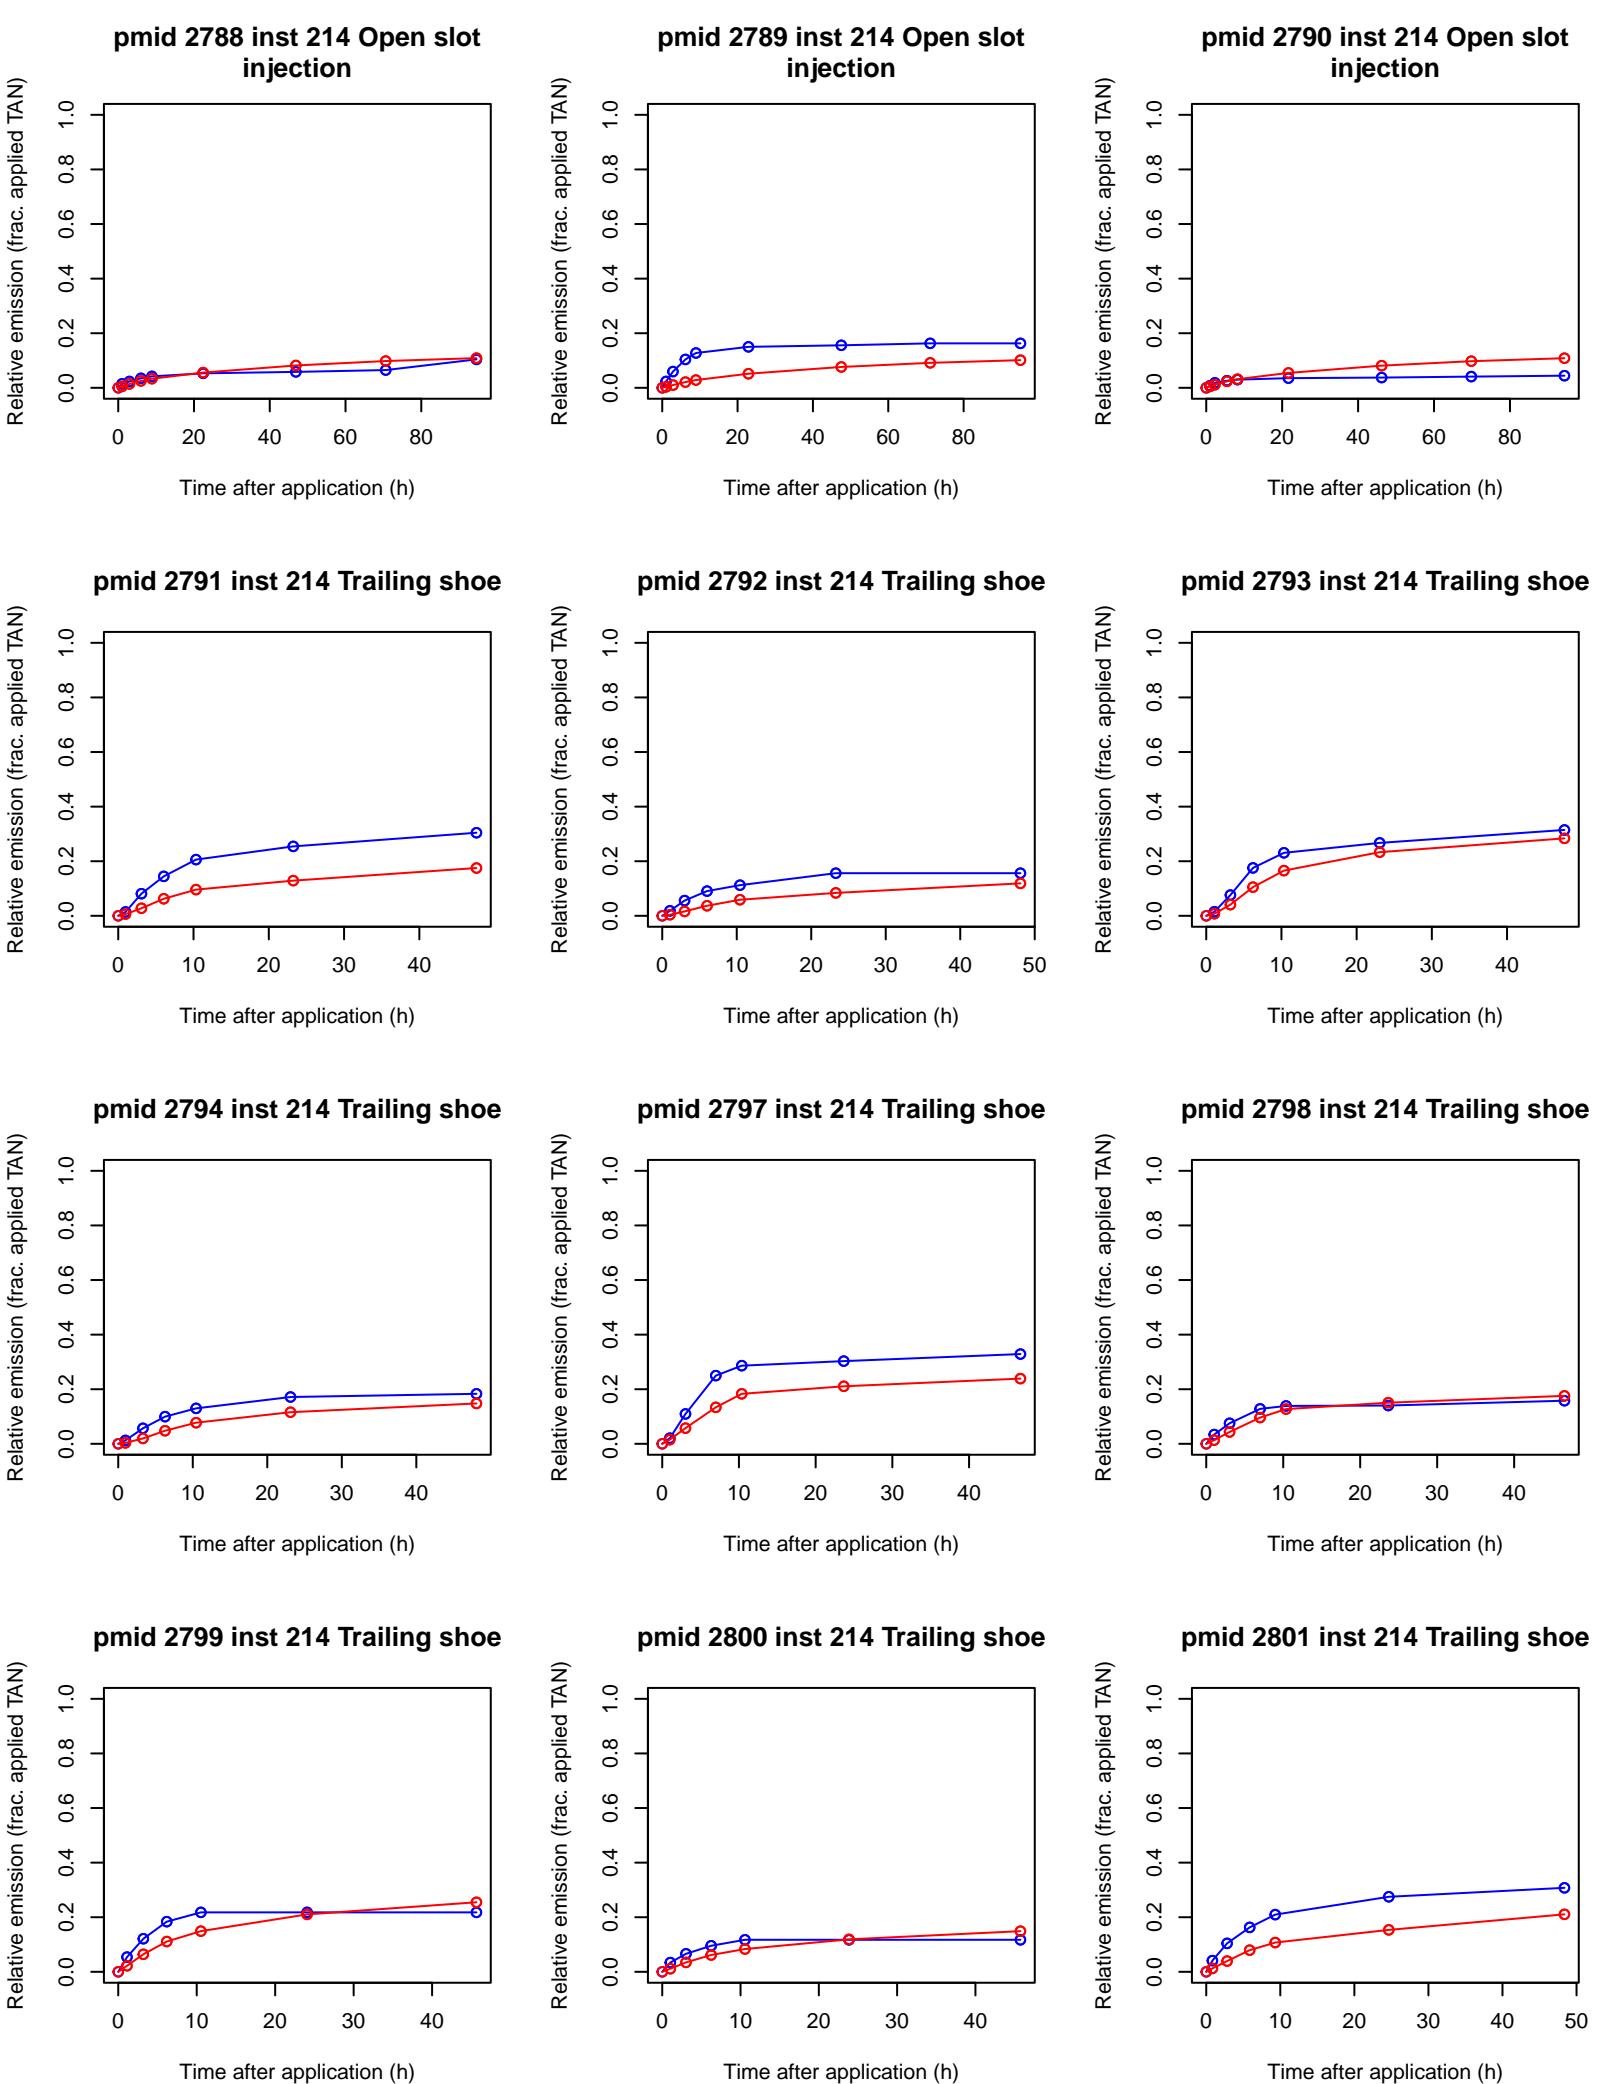 pmid 2788 inst 214 Open slot
injection
Relative emission (frac. applied TAN)
1.0
0.8
0.6
0.4
0.2
0.0
0 20 40 60 80
Time after application (h)
pmid 2789 inst 214 Open slot
injection
Relative emission (frac. applied TAN)
1.0
0.8
0.6
0.4
0.2
0.0
0 20 40 60 80
Time after application (h)
pmid 2790 inst 214 Open slot
injection
Relative emission (frac. applied TAN)
1.0
0.8
0.6
0.4
0.2
0.0
0 20 40 60 80
Time after application (h)
pmid 2791 inst 214 Trailing shoe
Relative emission (frac. applied TAN)
1.0
0.8
0.6
0.4
0.2
0.0
0 10 20 30 40
Time after application (h)
pmid 2792 inst 214 Trailing shoe
Relative emission (frac. applied TAN)
1.0
0.8
0.6
0.4
0.2
0.0
0 10 20 30 40 50
Time after application (h)
pmid 2793 inst 214 Trailing shoe
Relative emission (frac. applied TAN)
1.0
0.8
0.6
0.4
0.2
0.0
0 10 20 30 40
Time after application (h)
pmid 2794 inst 214 Trailing shoe
Relative emission (frac. applied TAN)
1.0
0.8
0.6
0.4
0.2
0.0
0 10 20 30 40
Time after application (h)
pmid 2797 inst 214 Trailing shoe
Relative emission (frac. applied TAN)
1.0
0.8
0.6
0.4
0.2
0.0
0 10 20 30 40
Time after application (h)
pmid 2798 inst 214 Trailing shoe
Relative emission (frac. applied TAN)
1.0
0.8
0.6
0.4
0.2
0.0
0 10 20 30 40
Time after application (h)
pmid 2799 inst 214 Trailing shoe
Relative emission (frac. applied TAN)
1.0
0.8
0.6
0.4
0.2
0.0
0 10 20 30 40
Time after application (h)
pmid 2800 inst 214 Trailing shoe
Relative emission (frac. applied TAN)
1.0
0.8
0.6
0.4
0.2
0.0
0 10 20 30 40
Time after application (h)
pmid 2801 inst 214 Trailing shoe
Relative emission (frac. applied TAN)
1.0
0.8
0.6
0.4
0.2
0.0
0 10 20 30 40 50
Time after application (h)